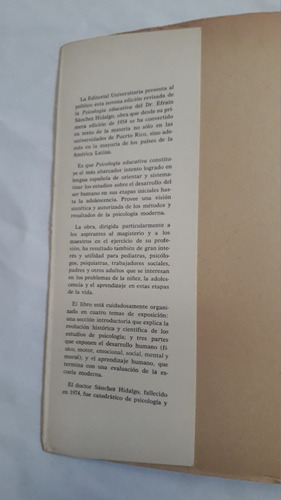 La Editorial Universitaria presenta al
público esta novena edición revisada de
la Psicología educativa del Dr. Efraín
Sánchez Hidalgo, obra que desde su pri-
mera edición de 1954 se ha convertido
en texto de la materia no sólo en las
universidades de Puerto Rico, sino ade-
más en la mayoría de los países de la
América Latina.
Es que Psicología educativa constitu-
ye el más abarcador intento logrado en
lengua española de orientar y sistema-
tizar los estudios sobre el desarrollo del
ser humano en sus etapas iniciales has-
ta la adolescencia. Provee una visión
sintética y autorizada de los métodos y
resultados de la psicología moderna.
La obra, dirigida particularmente a
los aspirantes al magisterio y a los
maestros en el ejercicio de su profe-
sión, ha resultado también de gran inte-
rés y utilidad para pediatras, psicólo-
gos, psiquiatras, trabajadores sociales,
padres y otros adultos que se interesan
en los problemas de la niñez, la adoles-
cencia y el aprendizaje en estas etapas
de la vida.
El libro está cuidadosamente organi-
zado en cuatro temas de exposición:
una sección introductoria que explica la
evolución histórica y científica de los
estudios de psicología; tres partes
que exponen el desarrollo humano (fí-
sico, motor, emocional, social, mental y
moral), y el aprendizaje humano, que
termina con una evaluación de la es-
cuela moderna.
El doctor Sánchez Hidalgo, fallecido
en 1974, fue catedrático de psicología y